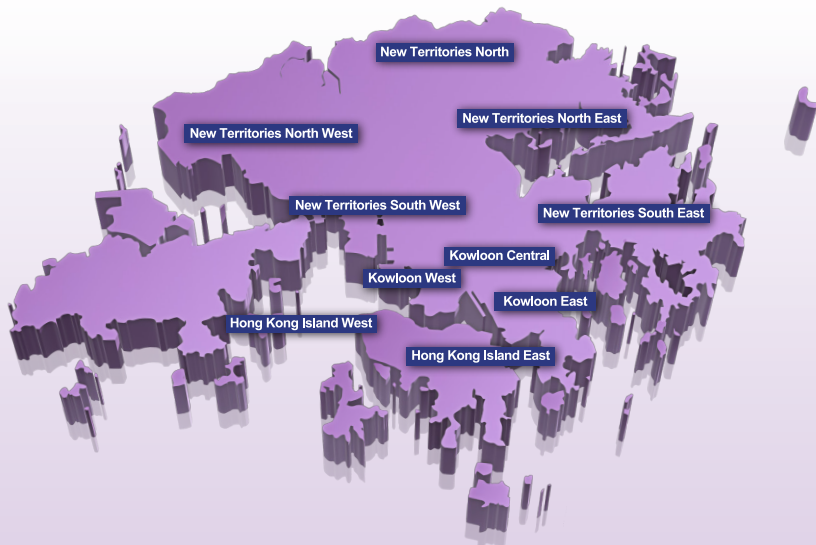 New Territories North
New Territories North East
New Territories North West
New Territories South West
New Territories South East
Kowloon Central
Kowloon West
Kowloon East
Hong Kong Island West
Hong Kong Island East